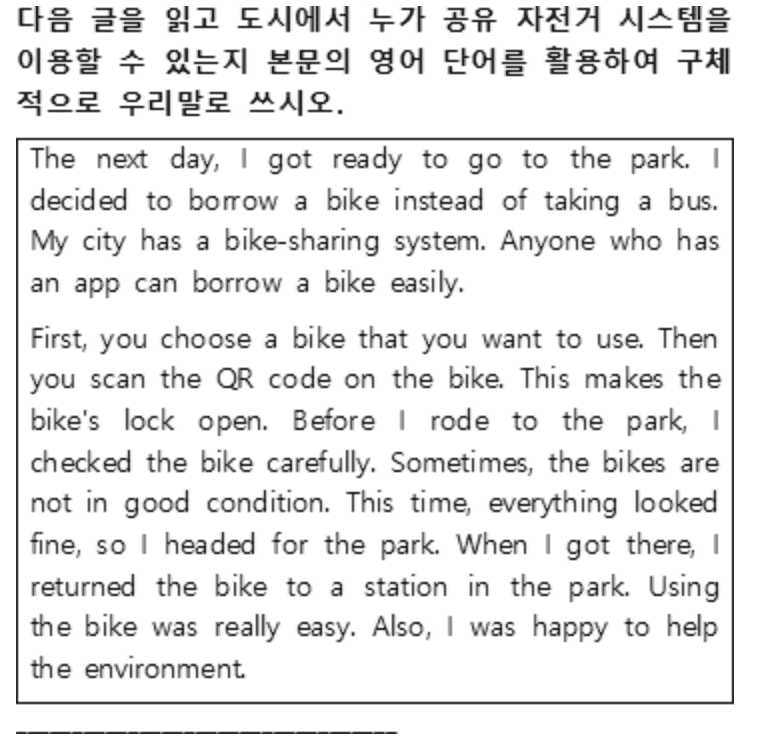 다음 글을 읽고 도시에서 누가 공유 자전거 시스템을
이용할 수 있는지 본문의 영어 단어를 활용하여 구체
적으로 우리말로 쓰시오.
The next day, I got ready to go to the park. I
decided to borrow a bike instead of taking a bus.
My city has a bike-sharing system. Anyone who has
an app can borrow a bike easily.
First, you choose a bike that you want to use. Then
you scan the QR code on the bike. This makes the
bike's lock open. Before I rode to the park, I
checked the bike carefully. Sometimes, the bikes are
not in good condition. This time, everything looked
fine, so I headed for the park. When I got there, I
returned the bike to a station in the park. Using
the bike was really easy. Also, I was happy to help
the environment.